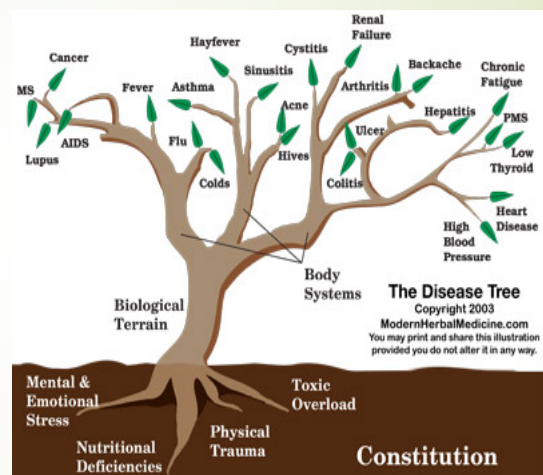 Renal
Failure
Hayfever
Cystitis
Cancer
Backache
Chronic
Fatigue
Sinusitis
MS
Fever
Asthma
Arthritis
Acne
Hepatitis
PMS
Ulcer
Lupus
AIDS
Flu
Hives
Low
Thyroid
Colds
Colitis
Heart
Disease
High
Blood
Pressure
Body
Systems
Biological
Terrain
The Disease Tree
Copyright 2003
ModernHerbalMedicine.com
You may print and share this illustration
provided you do not alter it in any way.
Mental &
Emotional
Stress
Toxic
Overload
Physical
Trauma
Nutritional
Deficiencies
Constitution